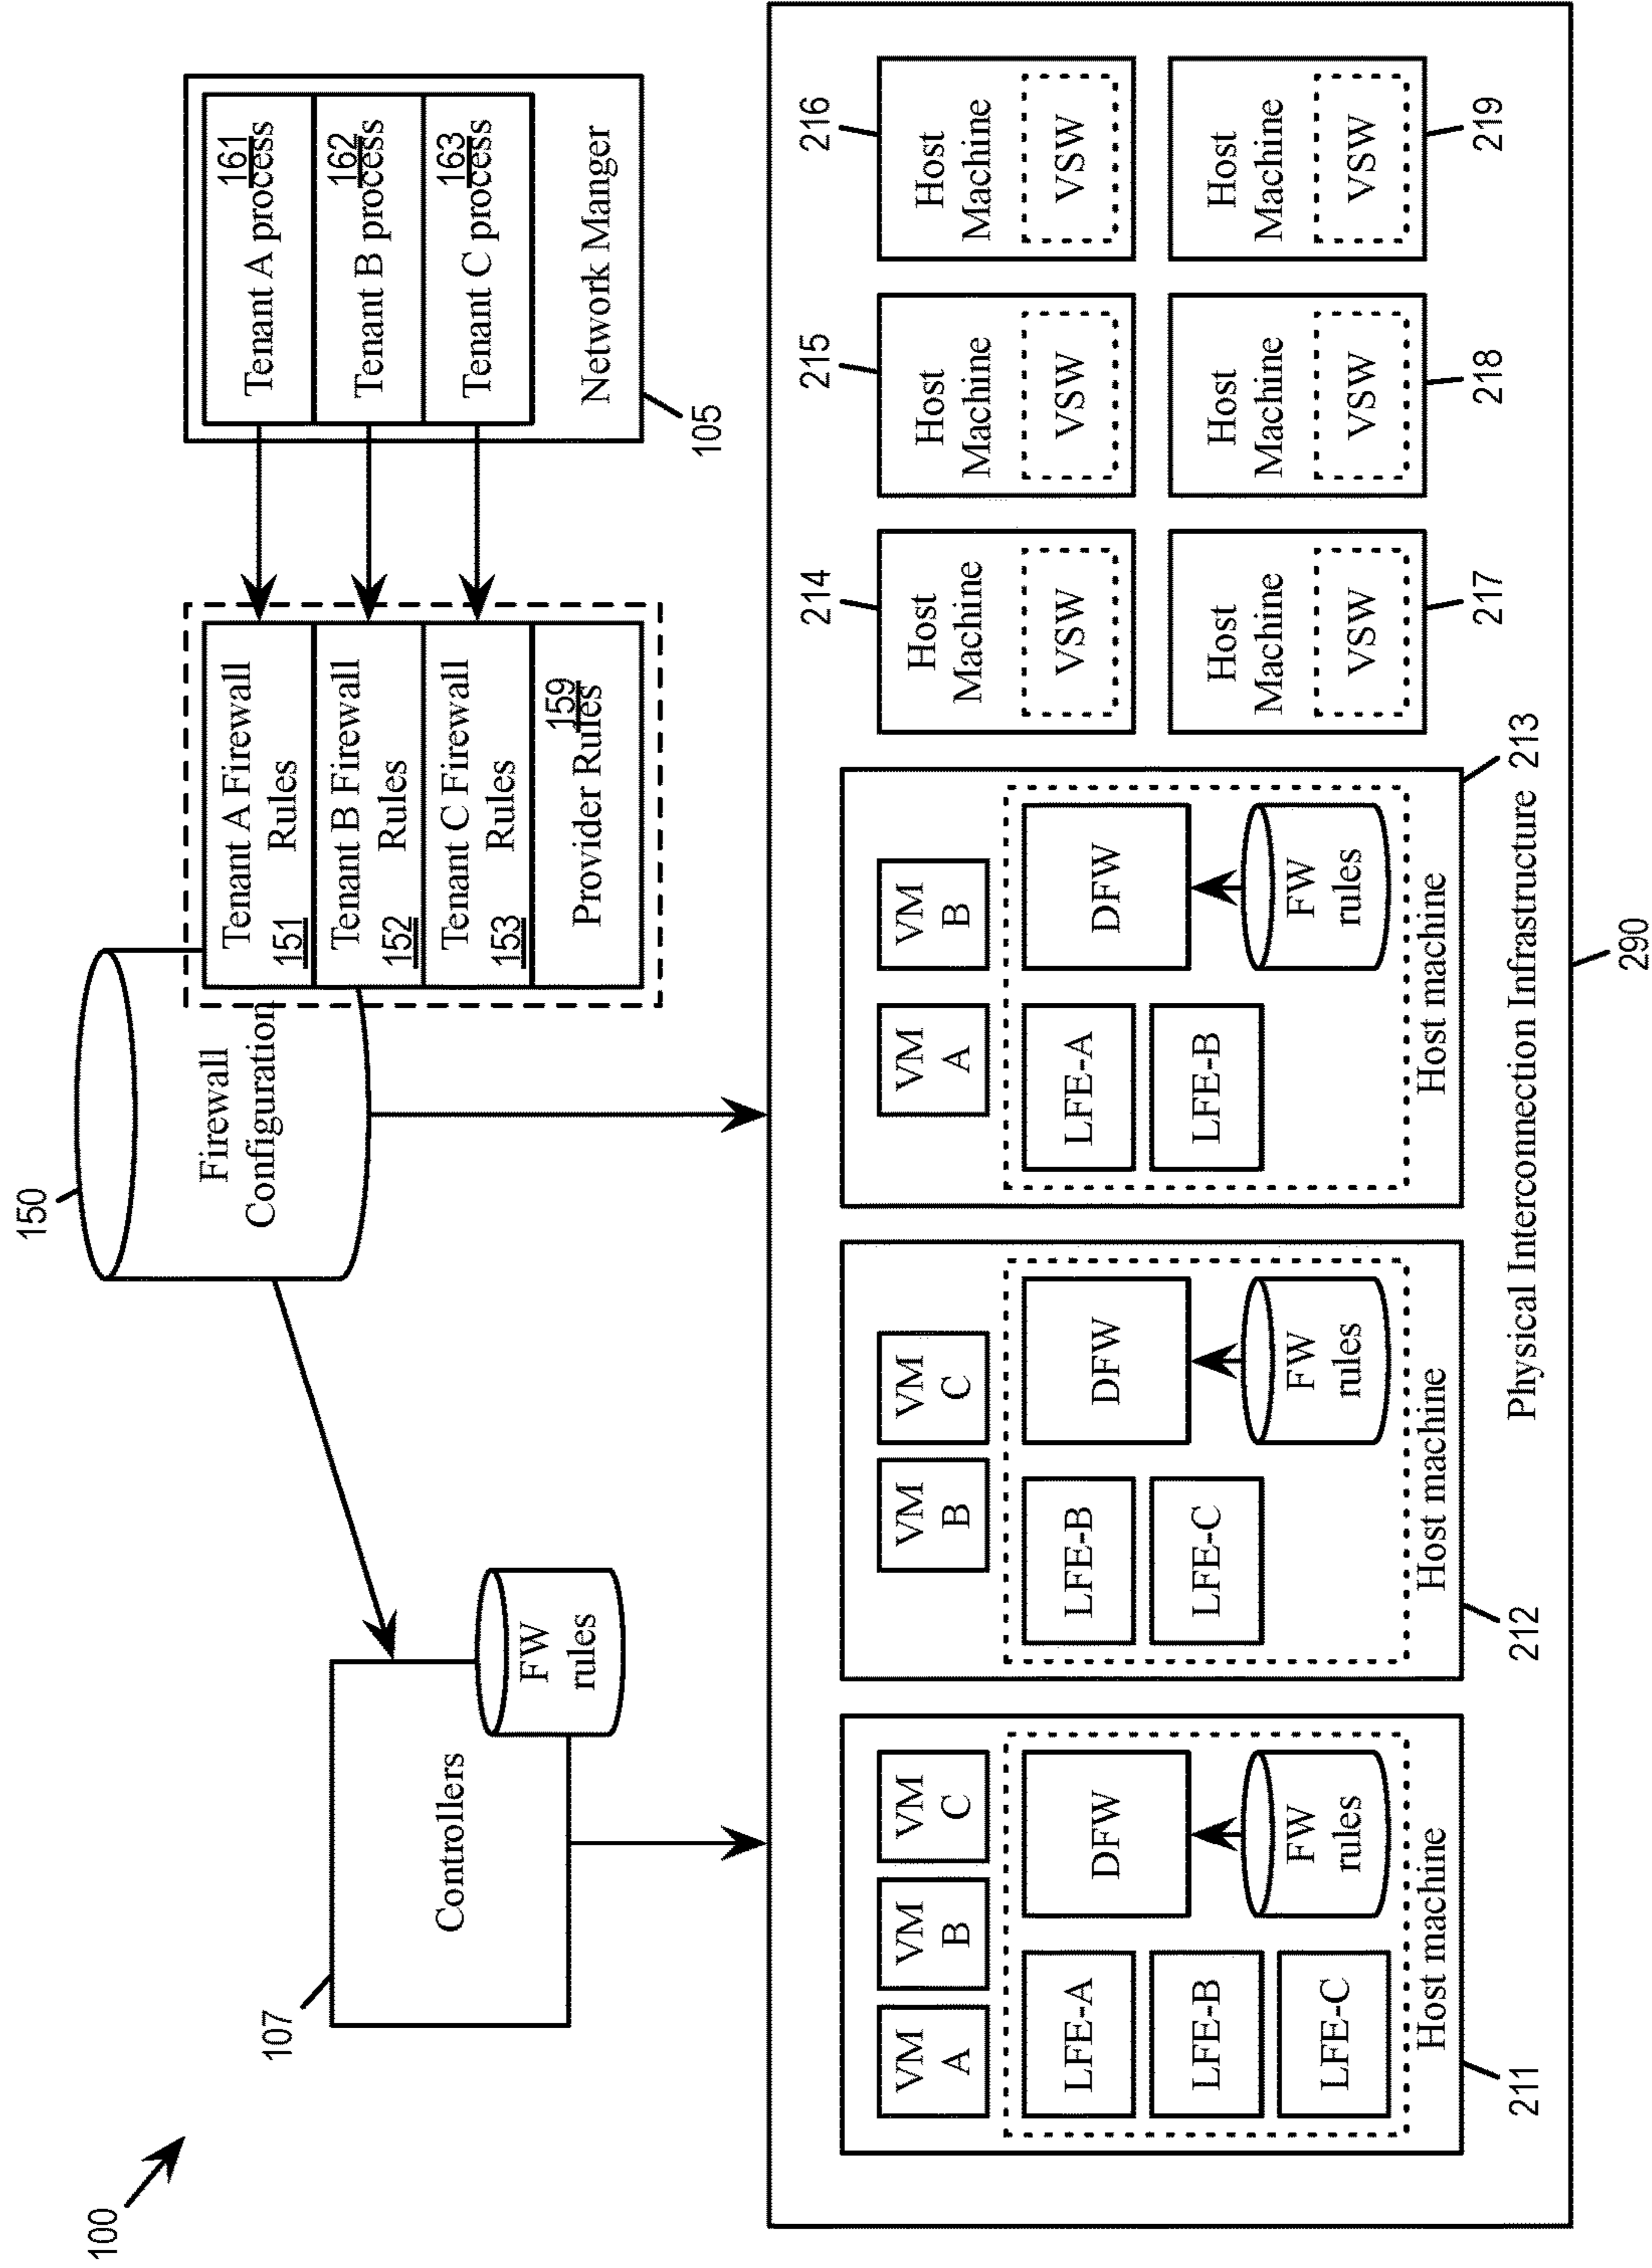 100
150
Firewall
Configuration
107
Controllers
FW
rules
Tenant A Firewall
151 Rules
Tenant B Firewall
152 Rules
Tenant C Firewall
153 Rules
159
Provider Rules
161
Tenant A process
162
Tenant B process
163
Tenant C process
Network Manger
105
VM
A
VM
B
VM
C
LFE-A
LFE-B
LFE-C
DFW
FW
rules
Host machine
211
VM
B
VM
C
LFE-B
LFE-C
DFW
FW
rules
Host machine
212
VM
A
VM
B
LFE-A
LFE-B
DFW
FW
rules
Host machine
213
214
Host
Machine
VSW
215
Host
Machine
VSW
216
Host
Machine
VSW
Host
Machine
VSW
217
Host
Machine
VSW
218
Host
Machine
VSW
219
Physical Interconnection Infrastructure
290